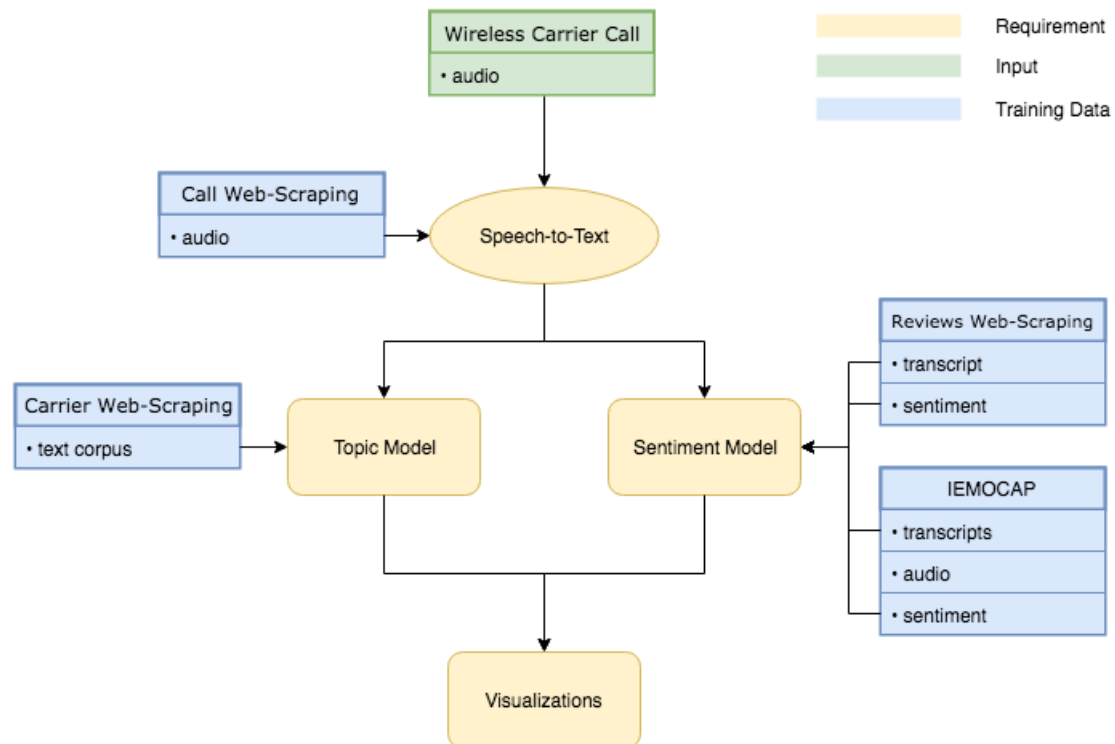 Wireless Carrier Call
• audio
Requirement
Input
Training Data
Call Web-Scraping
• audio
Speech-to-Text
Reviews Web-Scraping
• transcript
• sentiment
Carrier Web-Scraping
• text corpus
Topic Model
Sentiment Model
IEMOCAP
• transcripts
• audio
• sentiment
Visualizations